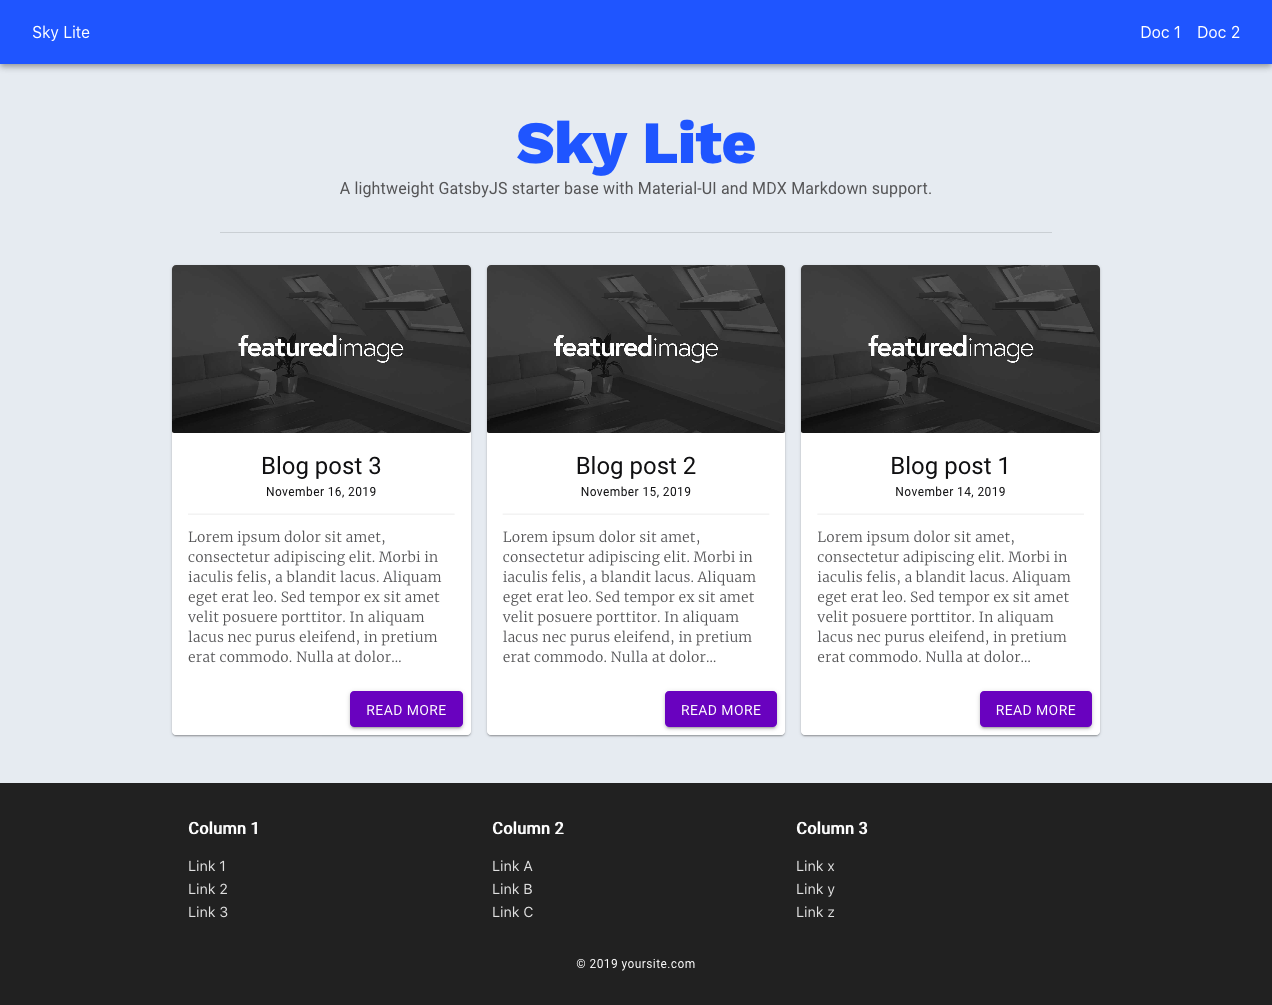 Sky Lite
Doc 1 Doc 2
Sky Lite
A lightweight GatsbyJS starter base with Material-UI and MDX Markdown support.
featuredimage
Blog post 3
November 16, 2019
Lorem ipsum dolor sit amet,
consectetur adipiscing elit. Morbi in
iaculis felis, a blandit lacus. Aliquam
eget erat leo. Sed tempor ex sit amet
velit posuere porttitor. In aliquam
lacus nec purus eleifend, in pretium
erat commodo. Nulla at dolor...
READ MORE
featuredimage
Blog post 2
November 15, 2019
Lorem ipsum dolor sit amet,
consectetur adipiscing elit. Morbi in
iaculis felis, a blandit lacus. Aliquam
eget erat leo. Sed tempor ex sit amet
velit posuere porttitor. In aliquam
lacus nec purus eleifend, in pretium
erat commodo. Nulla at dolor...
READ MORE
featuredimage
Blog post 1
November 14, 2019
Lorem ipsum dolor sit amet,
consectetur adipiscing elit. Morbi in
iaculis felis, a blandit lacus. Aliquam
eget erat leo. Sed tempor ex sit amet
velit posuere porttitor. In aliquam
lacus nec purus eleifend, in pretium
erat commodo. Nulla at dolor...
READ MORE
Column 1
Link 1
Link 2
Link 3
Column 2
Link A
Link B
Link C
Column 3
Link x
Link y
Link z
© 2019 yoursite.com